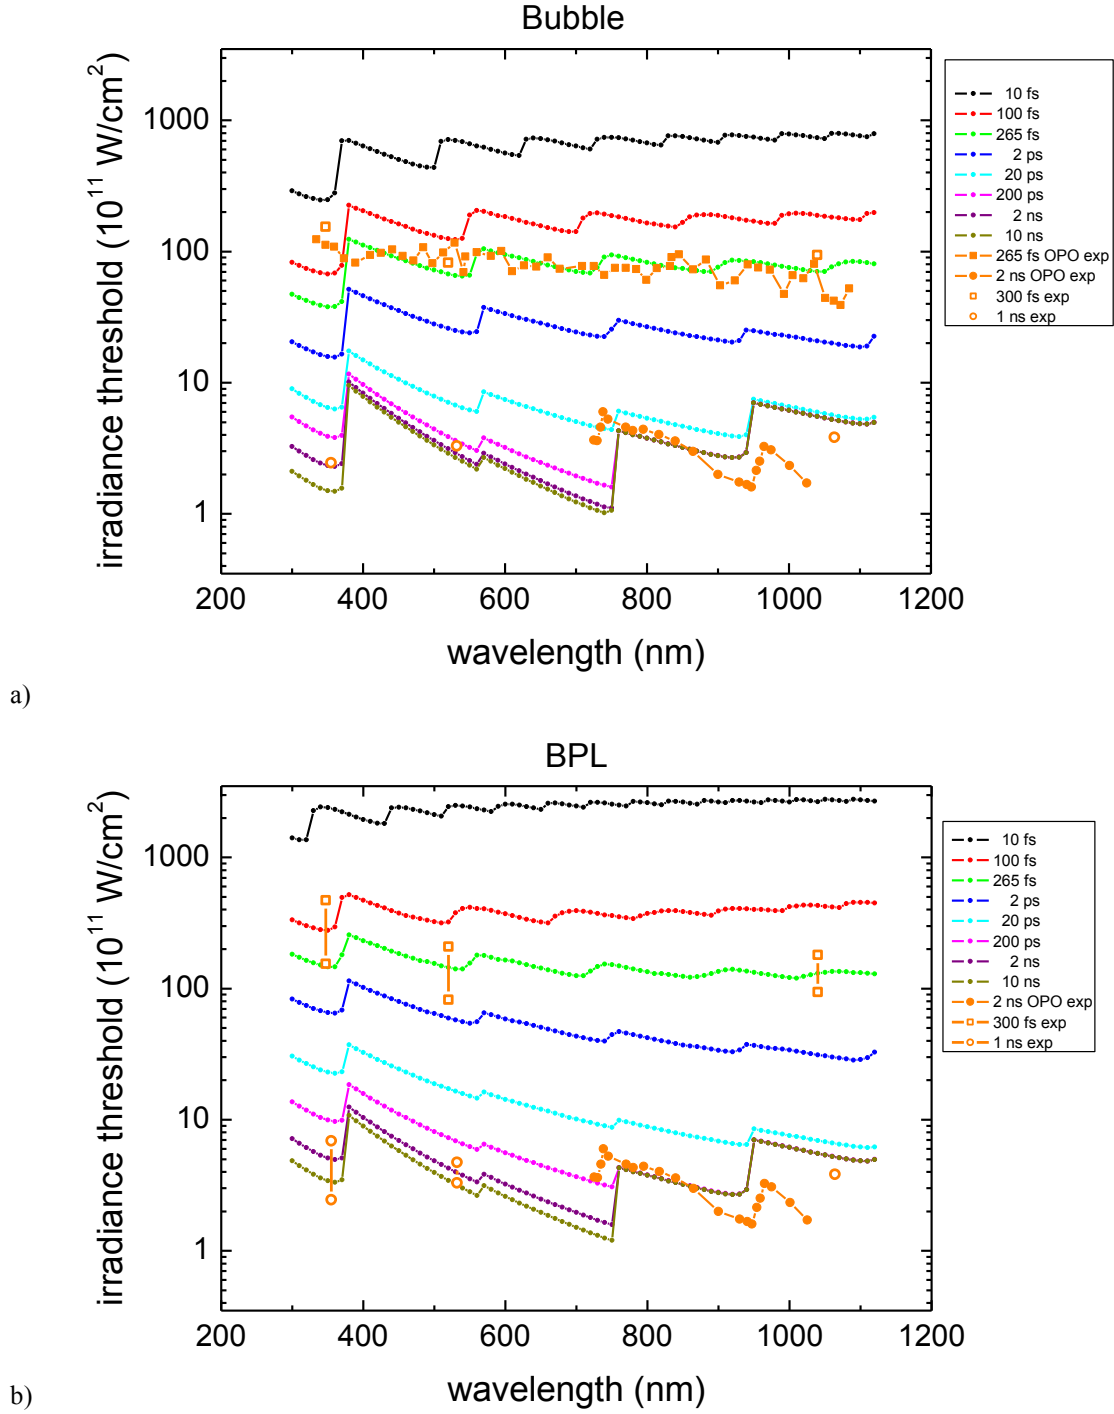 Bubble
irradiance threshold (10^11 W/cm^2)
1000
100
10
1
200 400 600 800 1000 1200
wavelength (nm)
10 fs
100 fs
265 fs
2 ps
20 ps
200 ps
2 ns
10 ns
265 fs OPO exp
2 ns OPO exp
300 fs exp
1 ns exp
a)
BPL
irradiance threshold (10^11 W/cm^2)
1000
100
10
1
200 400 600 800 1000 1200
wavelength (nm)
10 fs
100 fs
265 fs
2 ps
20 ps
200 ps
2 ns
10 ns
2 ns OPO exp
300 fs exp
1 ns exp
b)